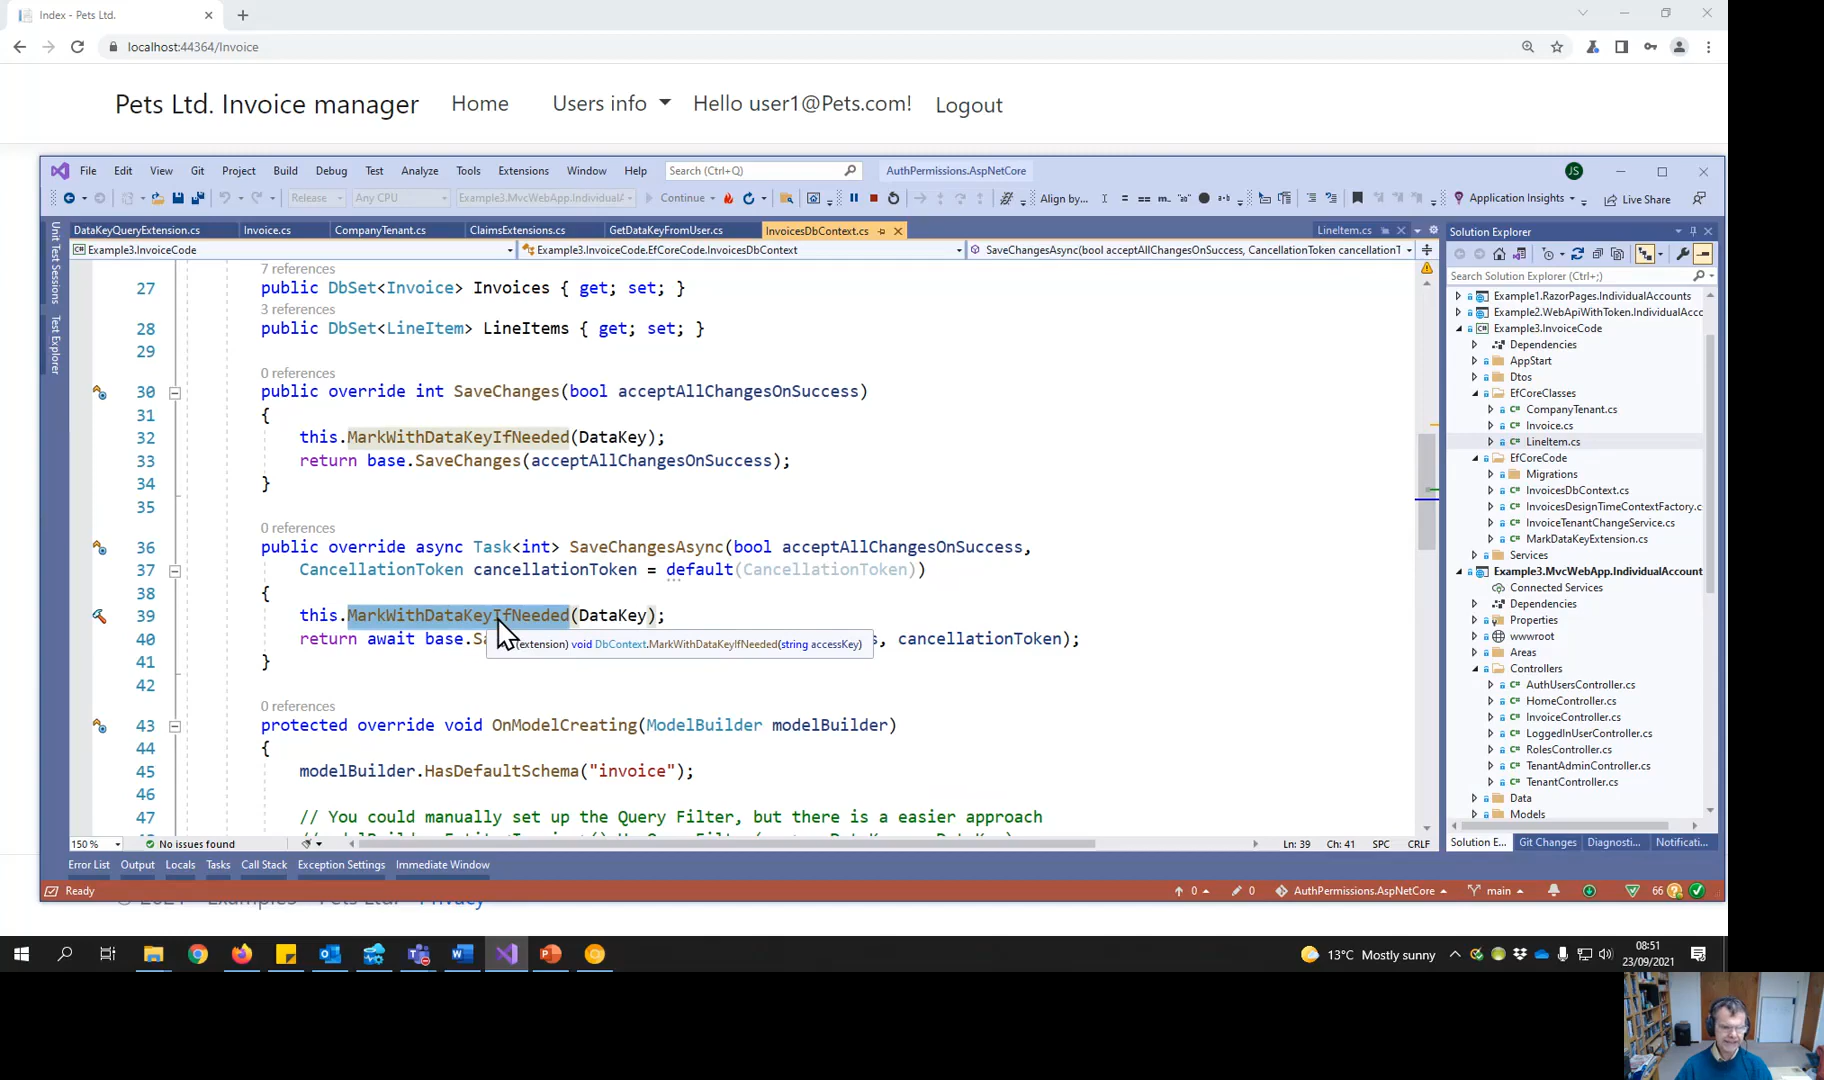 Index - Pets Ltd.
localhost:44364/Invoice
Pets Ltd. Invoice manager
Home
Users info
Hello user1@Pets.com!
Logout
File Edit View Git Project Build Debug Test Analyze Tools Extensions Window Help
Search (Ctrl+Q)
AuthPermissions.AspNetCore
JS
Release
Any CPU
Example3.MvcWebApp.Individual
Continue
Align by...
Application Insights
Live Share
Unit Test Sessions
Test Explorer
DataKeyQueryExtension.cs
Invoice.cs
CompanyTenant.cs
ClaimsExtensions.cs
GetDataKeyFromUser.cs
InvoicesDbContext.cs
LineItem.cs
Example3.InvoiceCode
Example3.InvoiceCode.EfCoreCode.InvoicesDbContext
SaveChangesAsync(bool acceptAllChangesOnSuccess, CancellationToken cancellationT
7 references
27 public DbSet<Invoice> Invoices { get; set; }
3 references
28 public DbSet<LineItem> LineItems { get; set; }
29
0 references
30 public override int SaveChanges(bool acceptAllChangesOnSuccess)
31 {
32 this.MarkWithDataKeyIfNeeded(DataKey);
33 return base.SaveChanges(acceptAllChangesOnSuccess);
34 }
35
0 references
36 public override async Task<int> SaveChangesAsync(bool acceptAllChangesOnSuccess,
37 CancellationToken cancellationToken = default(CancellationToken))
38 {
39 this.MarkWithDataKeyIfNeeded(DataKey);
40 return await base.Sa s, cancellationToken);
(extension) void DbContext.MarkWithDataKeyIfNeeded(string accessKey)
41 }
42
0 references
43 protected override void OnModelCreating(ModelBuilder modelBuilder)
44 {
45 modelBuilder.HasDefaultSchema("invoice");
46
47 // You could manually set up the Query Filter, but there is a easier approach
150 %
No issues found
Ln: 39 Ch: 41 SPC CRLF
Solution Explorer
Search Solution Explorer (Ctrl+;)
Example1.RazorPages.IndividualAccounts
Example2.WebApiWithToken.IndividualAcco
Example3.InvoiceCode
Dependencies
AppStart
Dtos
EfCoreClasses
CompanyTenant.cs
Invoice.cs
LineItem.cs
EfCoreCode
Migrations
InvoicesDbContext.cs
InvoicesDesignTimeContextFactory.c
InvoiceTenantChangeService.cs
MarkDataKeyExtension.cs
Services
Example3.MvcWebApp.IndividualAccount
Connected Services
Dependencies
Properties
wwwroot
Areas
Controllers
AuthUsersController.cs
HomeController.cs
InvoiceController.cs
LoggedInUserController.cs
RolesController.cs
TenantAdminController.cs
TenantController.cs
Data
Models
Solution E...
Git Changes
Diagnosti...
Notificati...
Error List
Output
Locals
Tasks
Call Stack
Exception Settings
Immediate Window
Ready
0
0
AuthPermissions.AspNetCore
main
66
13°C Mostly sunny
08:51
23/09/2021